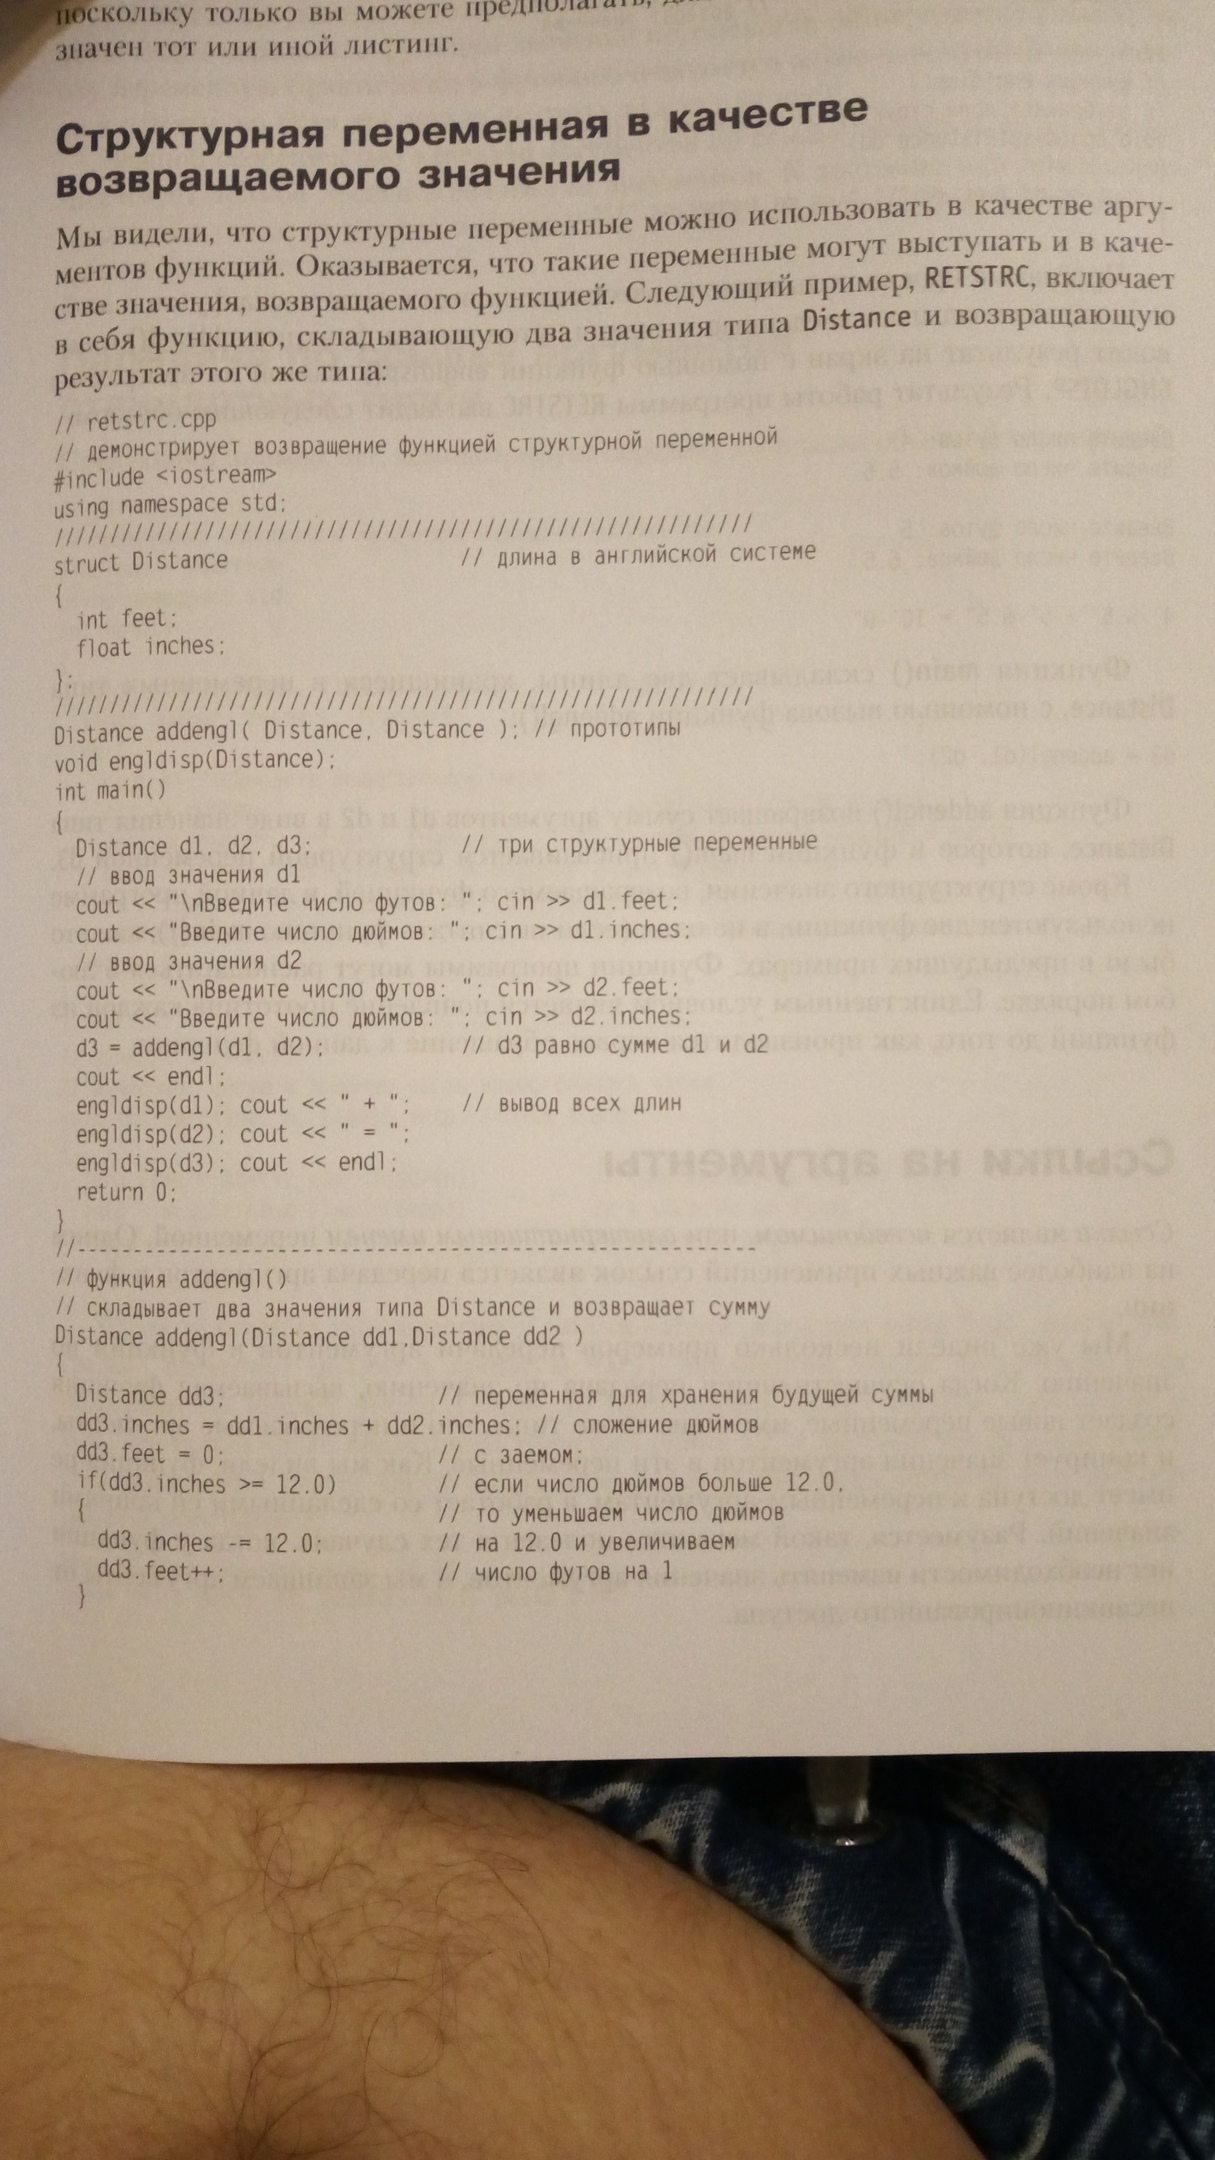 поскольку только вы можете предполагать,
значен тот или иной листинг.
Структурная переменная в качестве
возвращаемого значения
Мы видели, что структурные переменные можно использовать в качестве аргу-
ментов функций. Оказывается, что такие переменные могут выступать и в каче-
стве значения, возвращаемого функцией. Следующий пример, RETSTRC, включает
в себя функцию, складывающую два значения типа Distance и возвращающую
результат этого же типа:
// retstrc.cpp
// демонстрирует возвращение функцией структурной переменной
#include <iostream>
using namespace std;
///////////////////////////////////////////////////////////////
struct Distance // длина в английской системе
{
int feet;
float inches;
};
///////////////////////////////////////////////////////////////
Distance addengl( Distance, Distance ); // прототипы
void engldisp(Distance);
int main()
{
Distance d1, d2, d3; // три структурные переменные
// ввод значения d1
cout << "\nВведите число футов: "; cin >> d1.feet;
cout << "Введите число дюймов: "; cin >> d1.inches;
// ввод значения d2
cout << "\nВведите число футов: "; cin >> d2.feet;
cout << "Введите число дюймов: "; cin >> d2.inches;
d3 = addengl(d1, d2); // d3 равно сумме d1 и d2
cout << endl;
engldisp(d1); cout << " + "; // вывод всех длин
engldisp(d2); cout << " = ";
engldisp(d3); cout << endl;
return 0;
}
//-------------------------------------------------------------
// функция addengl()
// складывает два значения типа Distance и возвращает сумму
Distance addengl(Distance dd1,Distance dd2 )
{
Distance dd3; // переменная для хранения будущей суммы
dd3.inches = dd1.inches + dd2.inches; // сложение дюймов
dd3.feet = 0; // с заемом;
if(dd3.inches >= 12.0) // если число дюймов больше 12.0,
{ // то уменьшаем число дюймов
dd3.inches -= 12.0; // на 12.0 и увеличиваем
dd3.feet++; // число футов на 1
}